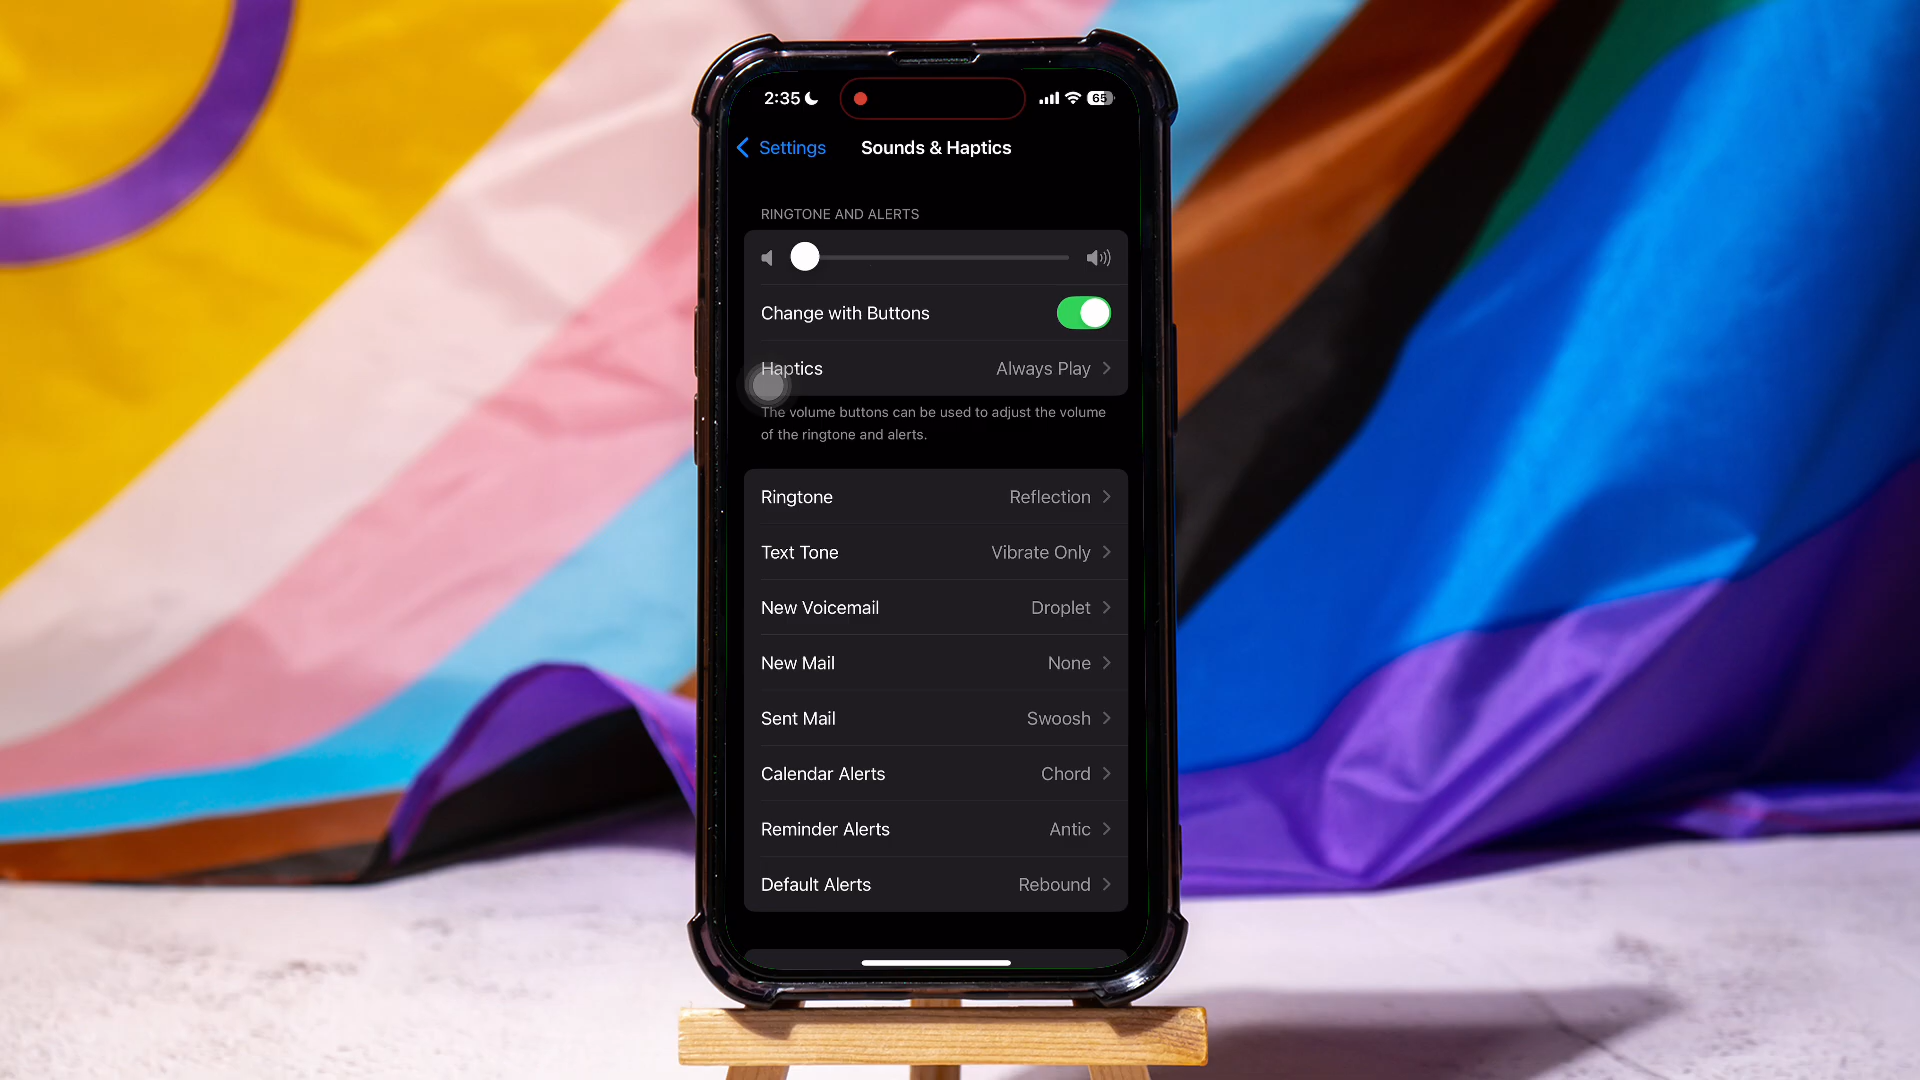 2:35
65
Settings
Sounds & Haptics
RINGTONE AND ALERTS
Change with Buttons
Haptics Always Play
The volume buttons can be used to adjust the volume
of the ringtone and alerts.
Ringtone Reflection
Text Tone Vibrate Only
New Voicemail Droplet
New Mail None
Sent Mail Swoosh
Calendar Alerts Chord
Reminder Alerts Antic
Default Alerts Rebound